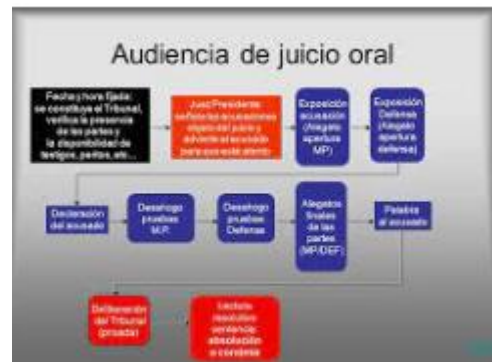 Audiencia de juicio oral
Fecha y hora fijada:
se constituye el Tribunal,
verifica la presencia
de las partes y
la disponibilidad de
testigos, peritos, etc...
Juez Presidente:
señala las acusaciones
objeto del juicio y
advierte al acusado
para que esté atento
Exposición
acusación
(Alegato
apertura
MP)
Exposición
Defensa
(Alegato
apertura
defensa)
Declaración
del acusado
Desahogo
pruebas
M.P.
Desahogo
pruebas
Defensa
Alegatos
finales
de las
partes
(MP/DEF)
Palabra
al acusado
Deliberación
del Tribunal
(privada)
Lectura
resolutivo
sentencia:
absolución
o condena